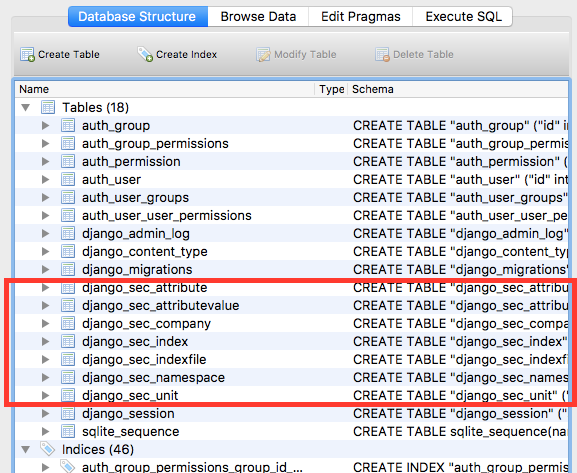 Database Structure Browse Data Edit Pragmas Execute SQL
Create Table Create Index Modify Table Delete Table
Name Type Schema
Tables (18)
auth_group CREATE TABLE "auth_group" ("id" in
auth_group_permissions CREATE TABLE "auth_group_permis
auth_permission CREATE TABLE "auth_permission" (
auth_user CREATE TABLE "auth_user" ("id" int
auth_user_groups CREATE TABLE "auth_user_groups"
auth_user_user_permissions CREATE TABLE "auth_user_user_pe
django_admin_log CREATE TABLE "django_admin_log"
django_content_type CREATE TABLE "django_content_typ
django_migrations CREATE TABLE "django_migrations"
django_sec_attribute CREATE TABLE "django_sec_attribu
django_sec_attributevalue CREATE TABLE "django_sec_attribu
django_sec_company CREATE TABLE "django_sec_compa
django_sec_index CREATE TABLE "django_sec_index"
django_sec_indexfile CREATE TABLE "django_sec_indexf
django_sec_namespace CREATE TABLE "django_sec_names
django_sec_unit CREATE TABLE "django_sec_unit" ("
django_session CREATE TABLE "django_session" ("
sqlite_sequence CREATE TABLE sqlite_sequence(na
Indices (46)
auth_group_permissions_group_id_... CREATE INDEX "auth_group_permis